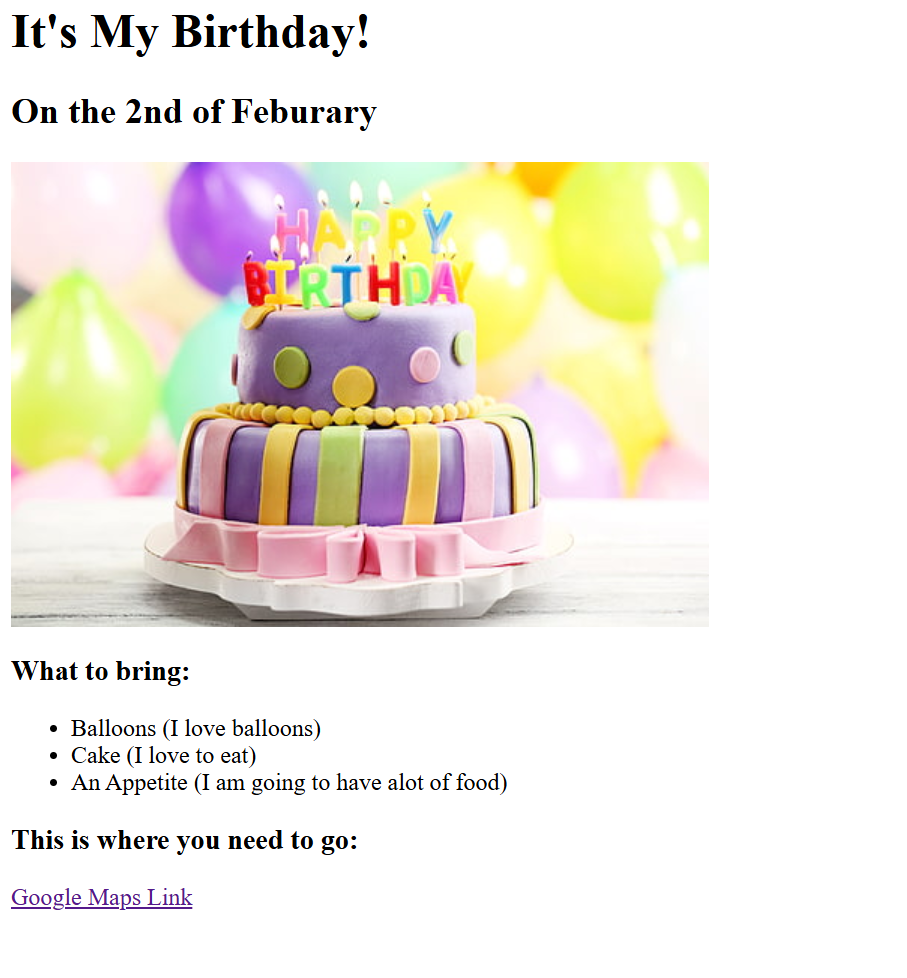 It's My Birthday!
On the 2nd of Feburary
HAPPY
BIRTHDAY
What to bring:
Balloons (I love balloons)
Cake (I love to eat)
An Appetite (I am going to have alot of food)
This is where you need to go:
Google Maps Link